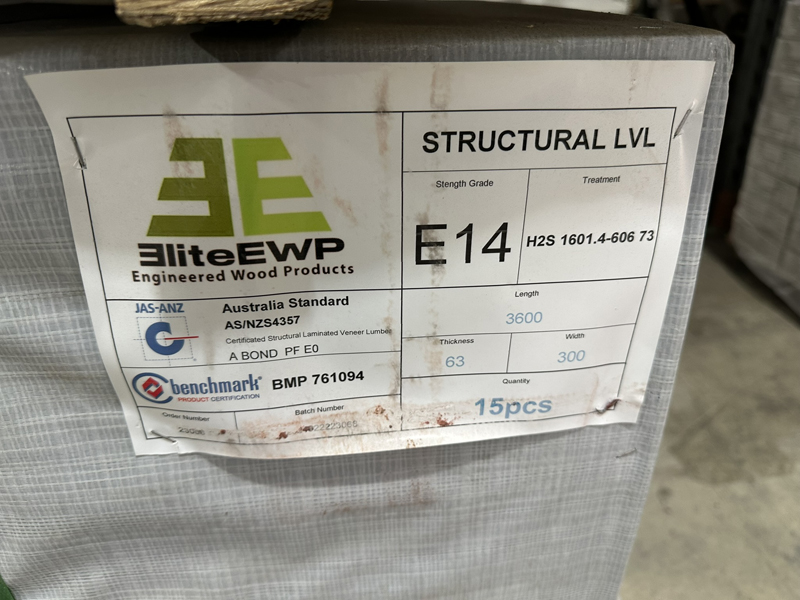 ƎE
ƎliteEWP
Engineered Wood Products
STRUCTURAL LVL
Stength Grade
E14
Treatment
H2S 1601.4-606 73
JAS-ANZ
Australia Standard
AS/NZS4357
Certificated Structural Laminated Veneer Lumber
A BOND PF E0
Length
3600
Thickness
63
Width
300
benchmark
PRODUCT CERTIFICATION
BMP 761094
Quantity
15pcs
Order Number
Batch Number